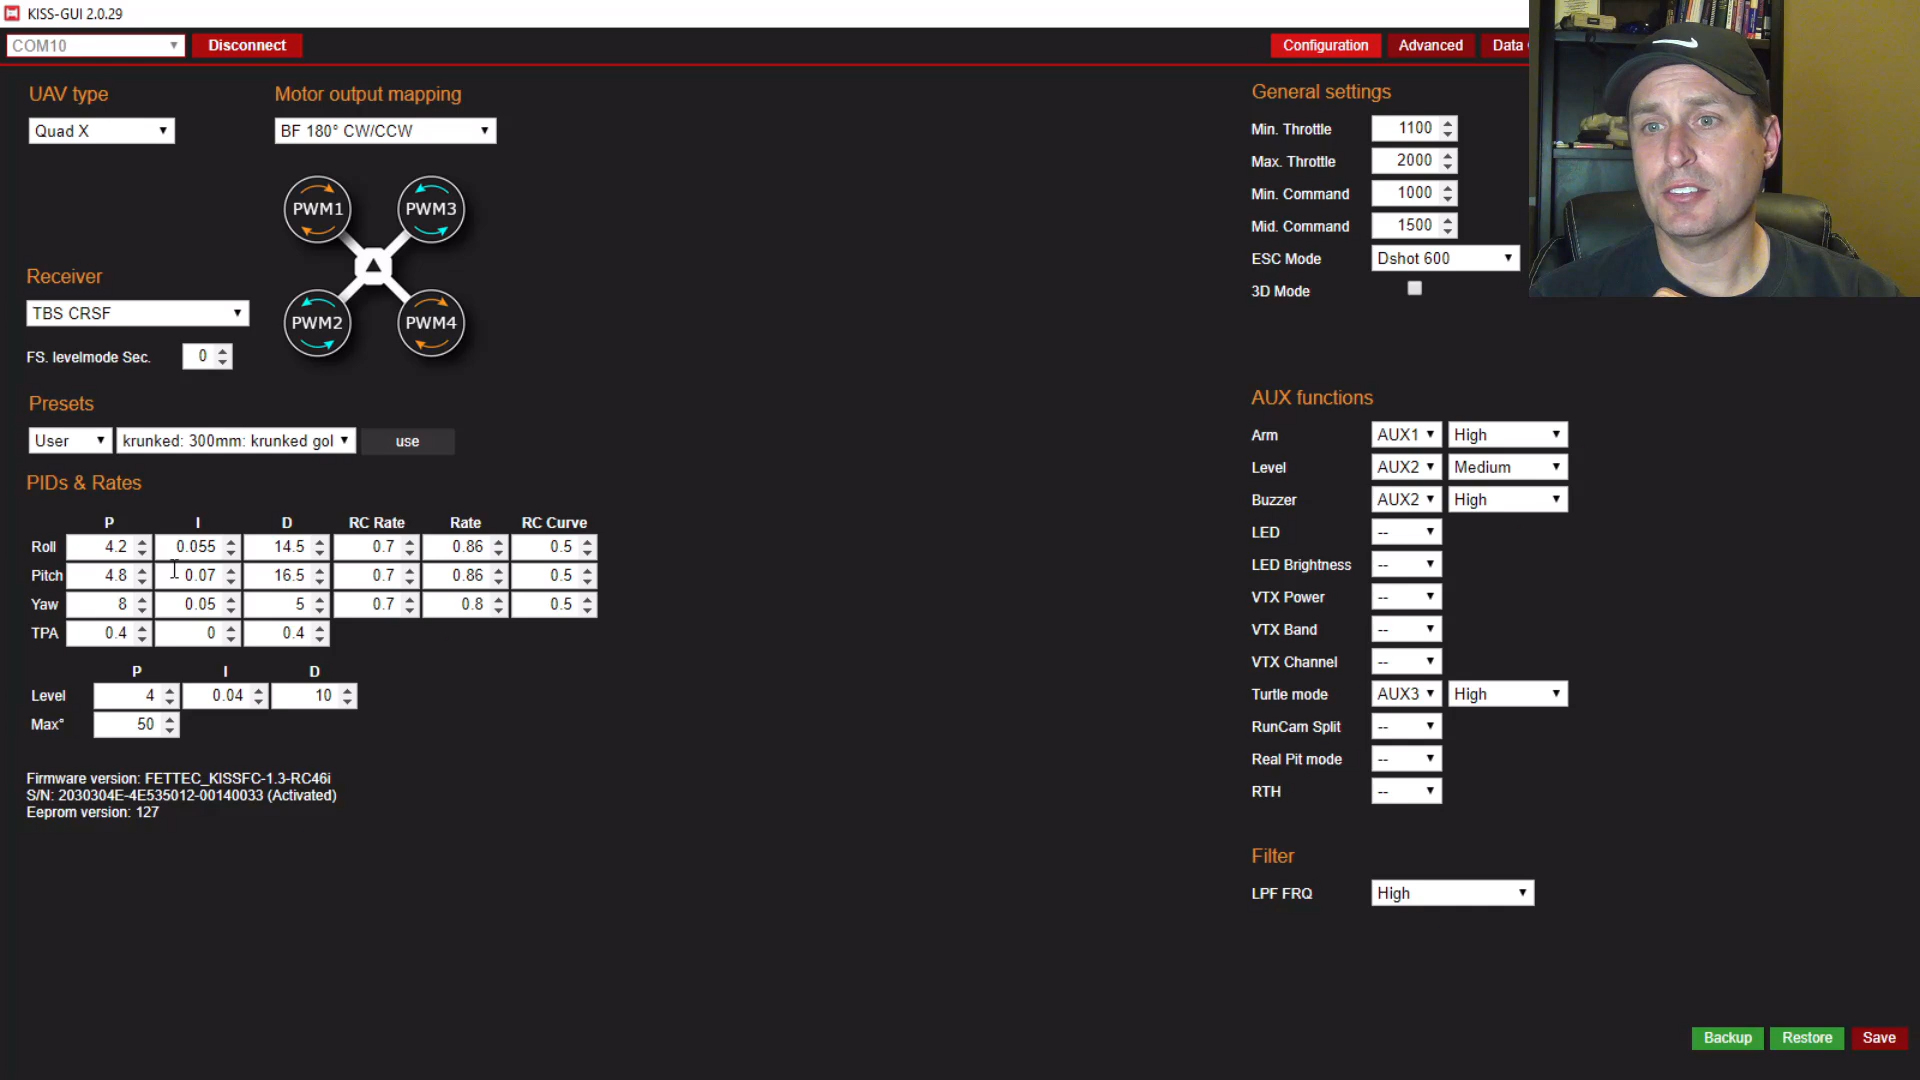 KISS-GUI 2.0.29
COM10
Disconnect
Configuration
Advanced
Data
UAV type
Quad X
Motor output mapping
BF 180° CW/CCW
PWM1
PWM3
PWM2
PWM4
Receiver
TBS CRSF
FS. levelmode Sec.
0
Presets
User
krunked: 300mm: krunked gol
use
PIDs & Rates
P I D RC Rate Rate RC Curve
Roll 4.2 0.055 14.5 0.7 0.86 0.5
Pitch 4.8 0.07 16.5 0.7 0.86 0.5
Yaw 8 0.05 5 0.7 0.8 0.5
TPA 0.4 0 0.4
P I D
Level 4 0.04 10
Max° 50
Firmware version: FETTEC_KISSFC-1.3-RC46i
S/N: 2030304E-4E535012-00140033 (Activated)
Eeprom version: 127
General settings
Min. Throttle 1100
Max. Throttle 2000
Min. Command 1000
Mid. Command 1500
ESC Mode Dshot 600
3D Mode
AUX functions
Arm AUX1 High
Level AUX2 Medium
Buzzer AUX2 High
LED --
LED Brightness --
VTX Power --
VTX Band --
VTX Channel --
Turtle mode AUX3 High
RunCam Split --
Real Pit mode --
RTH --
Filter
LPF FRQ High
Backup
Restore
Save